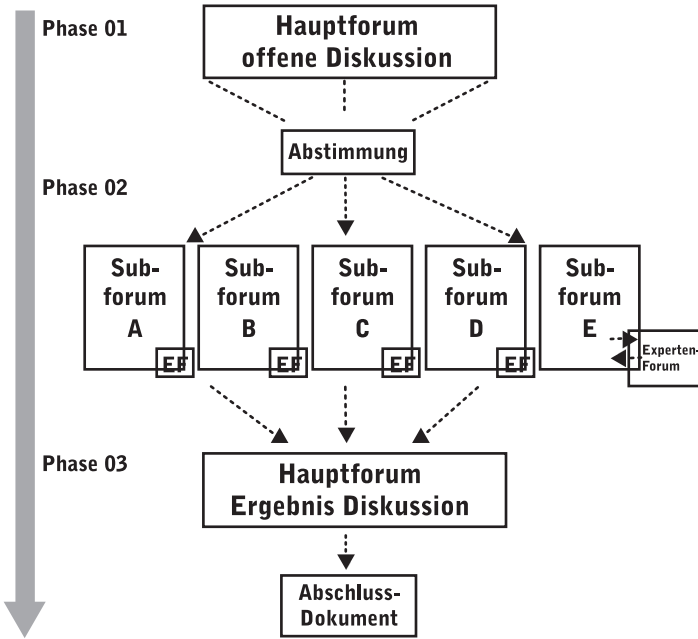 Phase 01
Hauptforum
offene Diskussion
Abstimmung
Phase 02
Sub-
forum
A
EF
Sub-
forum
B
EF
Sub-
forum
C
EF
Sub-
forum
D
EF
Sub-
forum
E
Experten-
Forum
Phase 03
Hauptforum
Ergebnis Diskussion
Abschluss-
Dokument